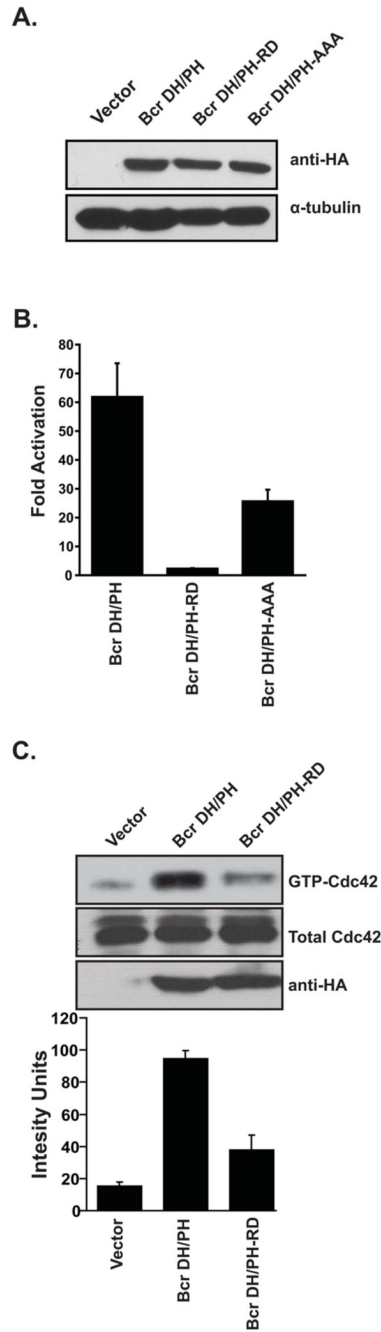 A.
Vector
Bcr DH/PH
Bcr DH/PH-RD
Bcr DH/PH-AAA
anti-HA
α-tubulin
B.
Fold Activation
80
70
60
50
40
30
20
10
0
Bcr DH/PH
Bcr DH/PH-RD
Bcr DH/PH-AAA
C.
Vector
Bcr DH/PH
Bcr DH/PH-RD
GTP-Cdc42
Total Cdc42
anti-HA
Intesity Units
120
100
80
60
40
20
0
Vector
Bcr DH/PH
Bcr DH/PH-RD